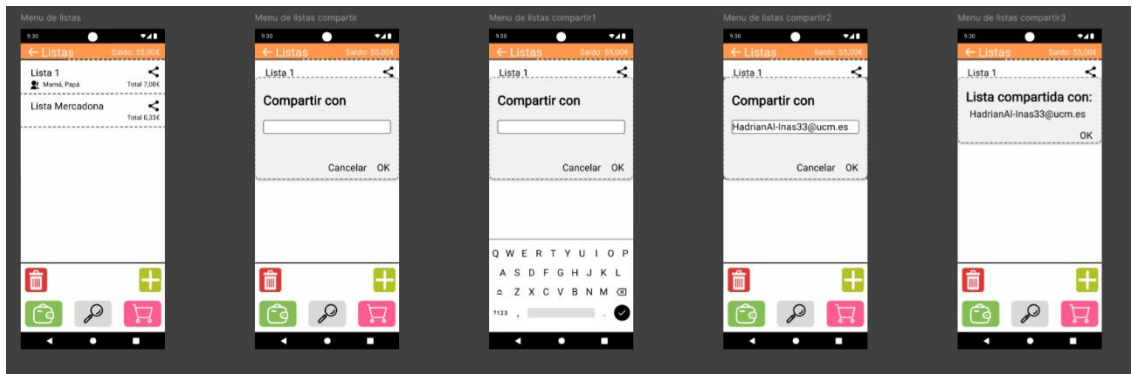 Menu de listas
9:30
Listas Saldo: 55,00€
Lista 1
Mamá, Papá Total 7,00€
Lista Mercadona
Total 0,33€
Menu de listas compartir
9:30
Listas Saldo: 55,00€
Lista 1
Compartir con
Cancelar OK
Menu de listas compartir1
9:30
Listas Saldo: 55,00€
Lista 1
Compartir con
Cancelar OK
Q W E R T Y U I O P
A S D F G H J K L
Z X C V B N M
?123 , .
Menu de listas compartir2
9:30
Listas Saldo: 55,00€
Lista 1
Compartir con
HadrianAl-Inas33@ucm.es
Cancelar OK
Menu de listas compartir3
9:30
Listas Saldo: 55,00€
Lista 1
Lista compartida con:
HadrianAl-Inas33@ucm.es
OK